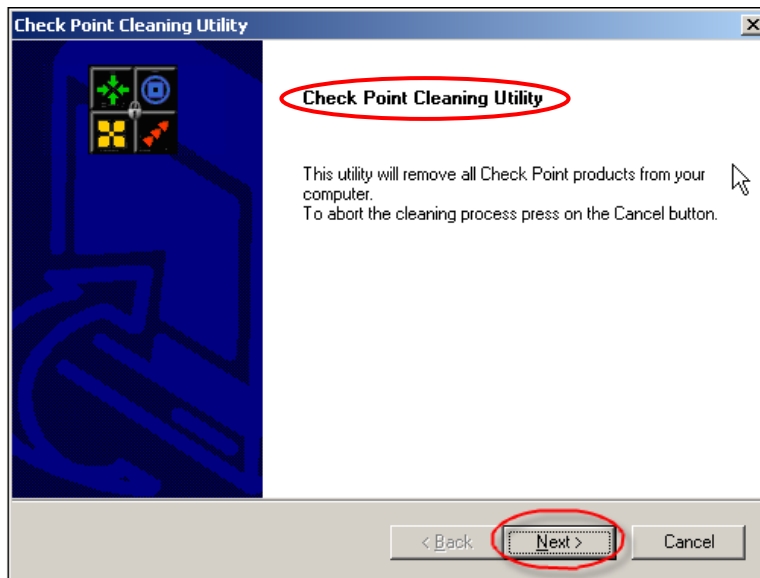 Check Point Cleaning Utility
Check Point Cleaning Utility
This utility will remove all Check Point products from your
computer.
To abort the cleaning process press on the Cancel button.
< Back
Next >
Cancel